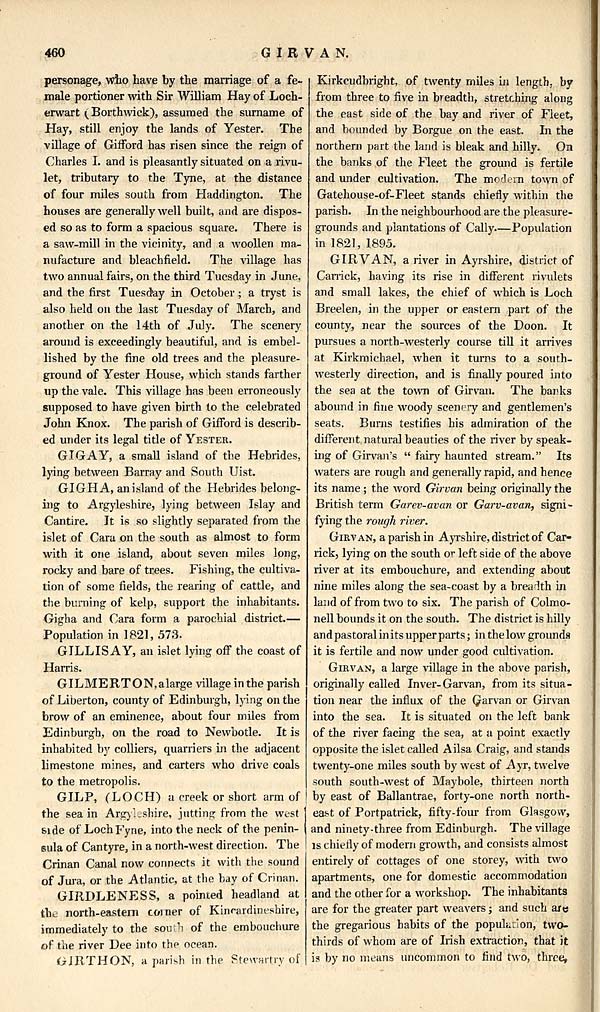 460
GIRVAN.
personage, who have by the marriage of a fe-
male portioner with Sir William Hay of Loch-
erwart (Borthwick), assumed the surname of
Hay, still enjoy the lands of Yester. The
village of Gifford has risen since the reign of
Charles I. and is pleasantly situated on a rivu-
let, tributary to the Tyne, at the distance
of four miles south from Haddington. The
houses are generally well built, and are dispos-
ed so as to form a spacious square. There is
a saw-mill in the vicinity, and a woollen ma-
nufacture and bleachfield. The village has
two annual fairs, on the third Tuesday in June,
and the first Tuesday in October; a tryst is
also held on the last Tuesday of March, and
another on the 14th of July. The scenery
around is exceedingly beautiful, and is embel-
lished by the fine old trees and the pleasure-
ground of Yester House, which stands farther
up the vale. This village has been erroneously
supposed to have given birth to the celebrated
John Knox. The parish of Gifford is describ-
ed under its legal title of YESTER.
GIGAY, a small island of the Hebrides,
lying between Barray and South Uist.
GIGHA, an island of the Hebrides belong-
ing to Argyleshire, lying between Islay and
Cantire. It is so slightly separated from the
islet of Cara on the south as almost to form
with it one island, about seven miles long,
rocky and bare of trees. Fishing, the cultiva-
tion of some fields, the rearing of cattle, and
the burning of kelp, support the inhabitants.
Gigha and Cara form a parochial district.—
Population in 1821, 573.
GILLISAY, an islet lying off the coast of
Harris.
GILMERTON, a large village in the parish
of Liberton, county of Edinburgh, lying on the
brow of an eminence, about four miles from
Edinburgh, on the road to Newbotle. It is
inhabited by colliers, quarriers in the adjacent
limestone mines, and carters who drive coals
to the metropolis.
GILP, (LOCH) a creek or short arm of
the sea in Argyleshire, jutting from the west
side of Loch Fyne, into the neck of the penin-
sula of Cantyre, in a north-west direction. The
Crinan Canal now connects it with the sound
of Jura, or the Atlantic, at the bay of Crinan.
GIRDLENESS, a pointed headland at
the north-eastern corner of Kincardineshire,
immediately to the south of the embouchure
of the river Dee into the ocean.
GIRTHON, a parish in the Stewartry of
Kirkcudbright, of twenty miles in length, by
from three to five in breadth, stretching along
the east side of the bay and river of Fleet,
and bounded by Borgue on the east. In the
northern part the land is bleak and hilly. On
the banks of the Fleet the ground is fertile
and under cultivation. The modern town of
Gatehouse-of-Fleet stands chiefly within the
parish. In the neighbourhood are the pleasure-
grounds and plantations of Cally.—Population
in 1821, 1895.
GIRVAN, a river in Ayrshire, district of
Carrick, having its rise in different rivulets
and small lakes, the chief of which is Loch
Breelen, in the upper or eastern part of the
county, near the sources of the Doon. It
pursues a north-westerly course till it arrives
at Kirkmichael, when it turns to a south-
westerly direction, and is finally poured into
the sea at the town of Girvan. The banks
abound in fine woody scenery and gentlemen's
seats. Burns testifies his admiration of the
different natural beauties of the river by speak-
ing of Girvan's " fairy haunted stream." Its
waters are rough and generally rapid, and hence
its name; the word Girvan being originally the
British term Garev-avan or Garv-avan, signi-
fying the rough river.
GIRVAN, a parish in Ayrshire, district of Car-
rick, lying on the south or left side of the above
river at its embouchure, and extending about
nine miles along the sea-coast by a breadth in
land of from two to six. The parish of Colmo-
nell bounds it on the south. The district is hilly
and pastoral in its upper parts; in the low grounds
it is fertile and now under good cultivation.
GIRVAN, a large village in the above parish,
originally called Inver-Garvan, from its situa-
tion near the influx of the Garvan or Girvan
into the sea. It is situated on the left bank
of the river facing the sea, at a point exactly
opposite the islet called Ailsa Craig, and stands
twenty-one miles south by west of Ayr, twelve
south south-west of Maybole, thirteen north
by east of Ballantrae, forty-one north north-
east of Portpatrick, fifty-four from Glasgow,
and ninety-three from Edinburgh. The village
is chiefly of modern growth, and consists almost
entirely of cottages of one storey, with two
apartments, one for domestic accommodation
and the other for a workshop. The inhabitants
are for the greater part weavers; and such are
the gregarious habits of the population, two-
thirds of whom are of Irish extraction, that it
is by no means uncommon to find two, three,